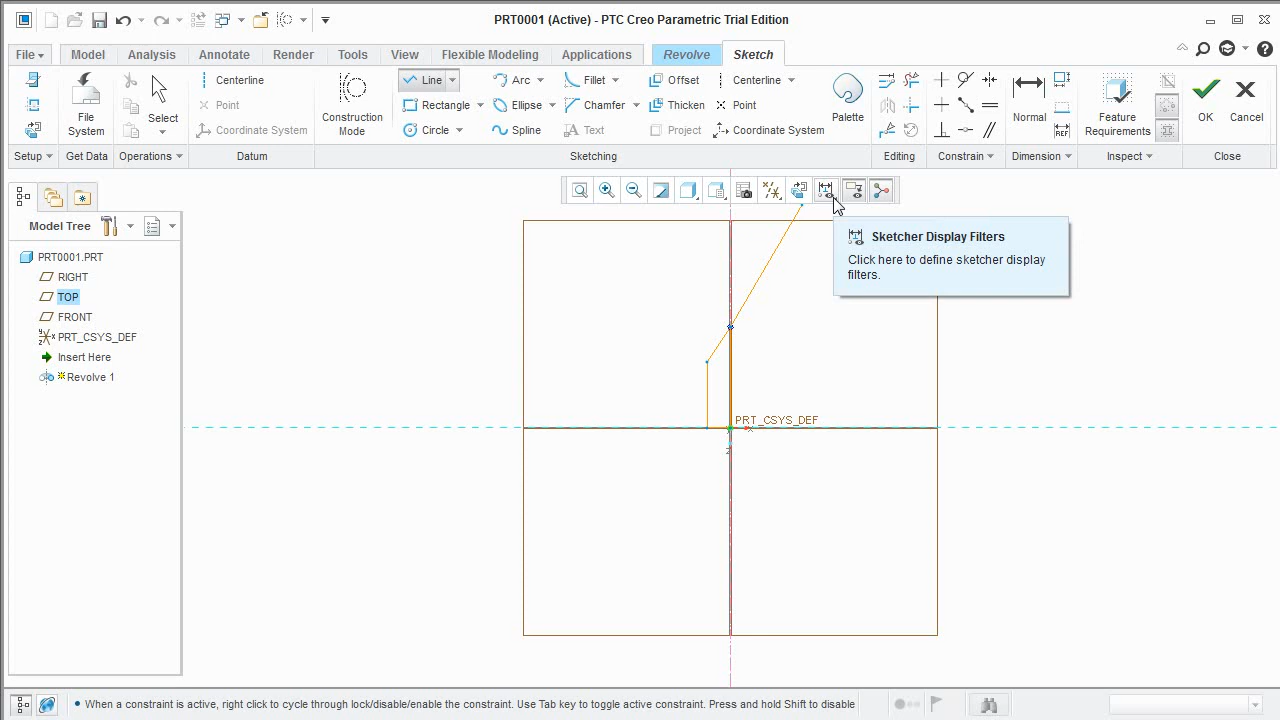 PRT0001 (Active) - PTC Creo Parametric Trial Edition
File
Model
Analysis
Annotate
Render
Tools
View
Flexible Modeling
Applications
Revolve
Sketch
Setup
File
System
Get Data
Select
Operations
Centerline
Point
Coordinate System
Datum
Construction
Mode
Line
Arc
Fillet
Offset
Centerline
Rectangle
Ellipse
Chamfer
Thicken
Point
Circle
Spline
Text
Project
Coordinate System
Palette
Sketching
Editing
Constrain
Normal
Dimension
Feature
Requirements
Inspect
OK
Cancel
Close
Model Tree
PRT0001.PRT
RIGHT
TOP
FRONT
PRT_CSYS_DEF
Insert Here
Revolve 1
Sketcher Display Filters
Click here to define sketcher display
filters.
PRT_CSYS_DEF
X
Z
When a constraint is active, right click to cycle through lock/disable/enable the constraint. Use Tab key to toggle active constraint. Press and hold Shift to disable